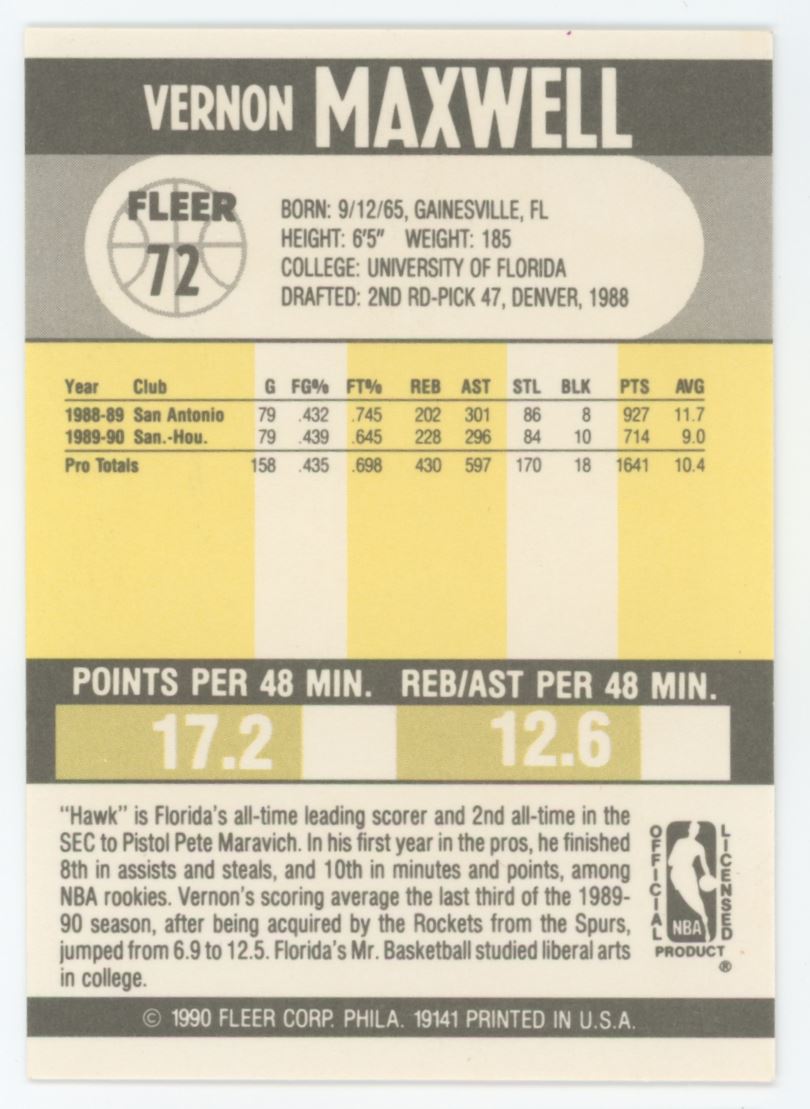 VERNON MAXWELL
FLEER
72
BORN: 9/12/65, GAINESVILLE, FL
HEIGHT: 6'5" WEIGHT: 185
COLLEGE: UNIVERSITY OF FLORIDA
DRAFTED: 2ND RD-PICK 47, DENVER, 1988
Year Club G FG% FT% REB AST STL BLK PTS AVG
1988-89 San Antonio 79 .432 .745 202 301 86 8 927 11.7
1989-90 San.-Hou. 79 .439 .645 228 296 84 10 714 9.0
Pro Totals 158 .435 .698 430 597 170 18 1641 10.4
POINTS PER 48 MIN. REB/AST PER 48 MIN.
17.2 12.6
"Hawk" is Florida's all-time leading scorer and 2nd all-time in the
SEC to Pistol Pete Maravich. In his first year in the pros, he finished
8th in assists and steals, and 10th in minutes and points, among
NBA rookies. Vernon's scoring average the last third of the 1989-
90 season, after being acquired by the Rockets from the Spurs,
jumped from 6.9 to 12.5. Florida's Mr. Basketball studied liberal arts
in college.
OFFICIAL
LICENSED
NBA
PRODUCT
®
© 1990 FLEER CORP. PHILA. 19141 PRINTED IN U.S.A.